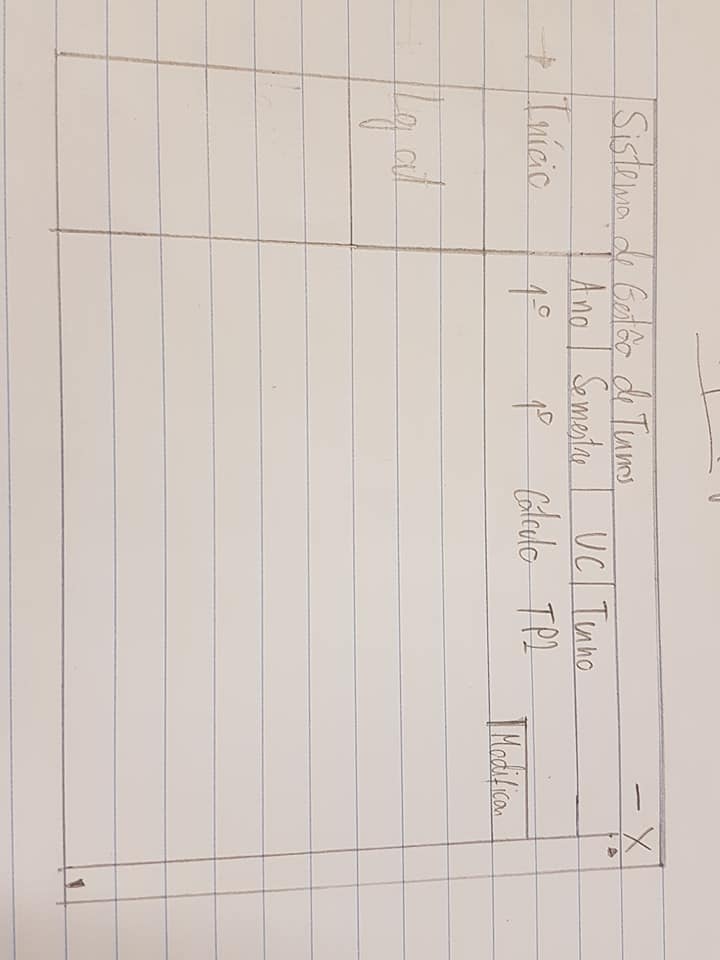 Sistema de Gestão de Turnos — X
Ano Semestre UC Turno
Início 1º 1º Cálculo TP2
Modificar
Log out